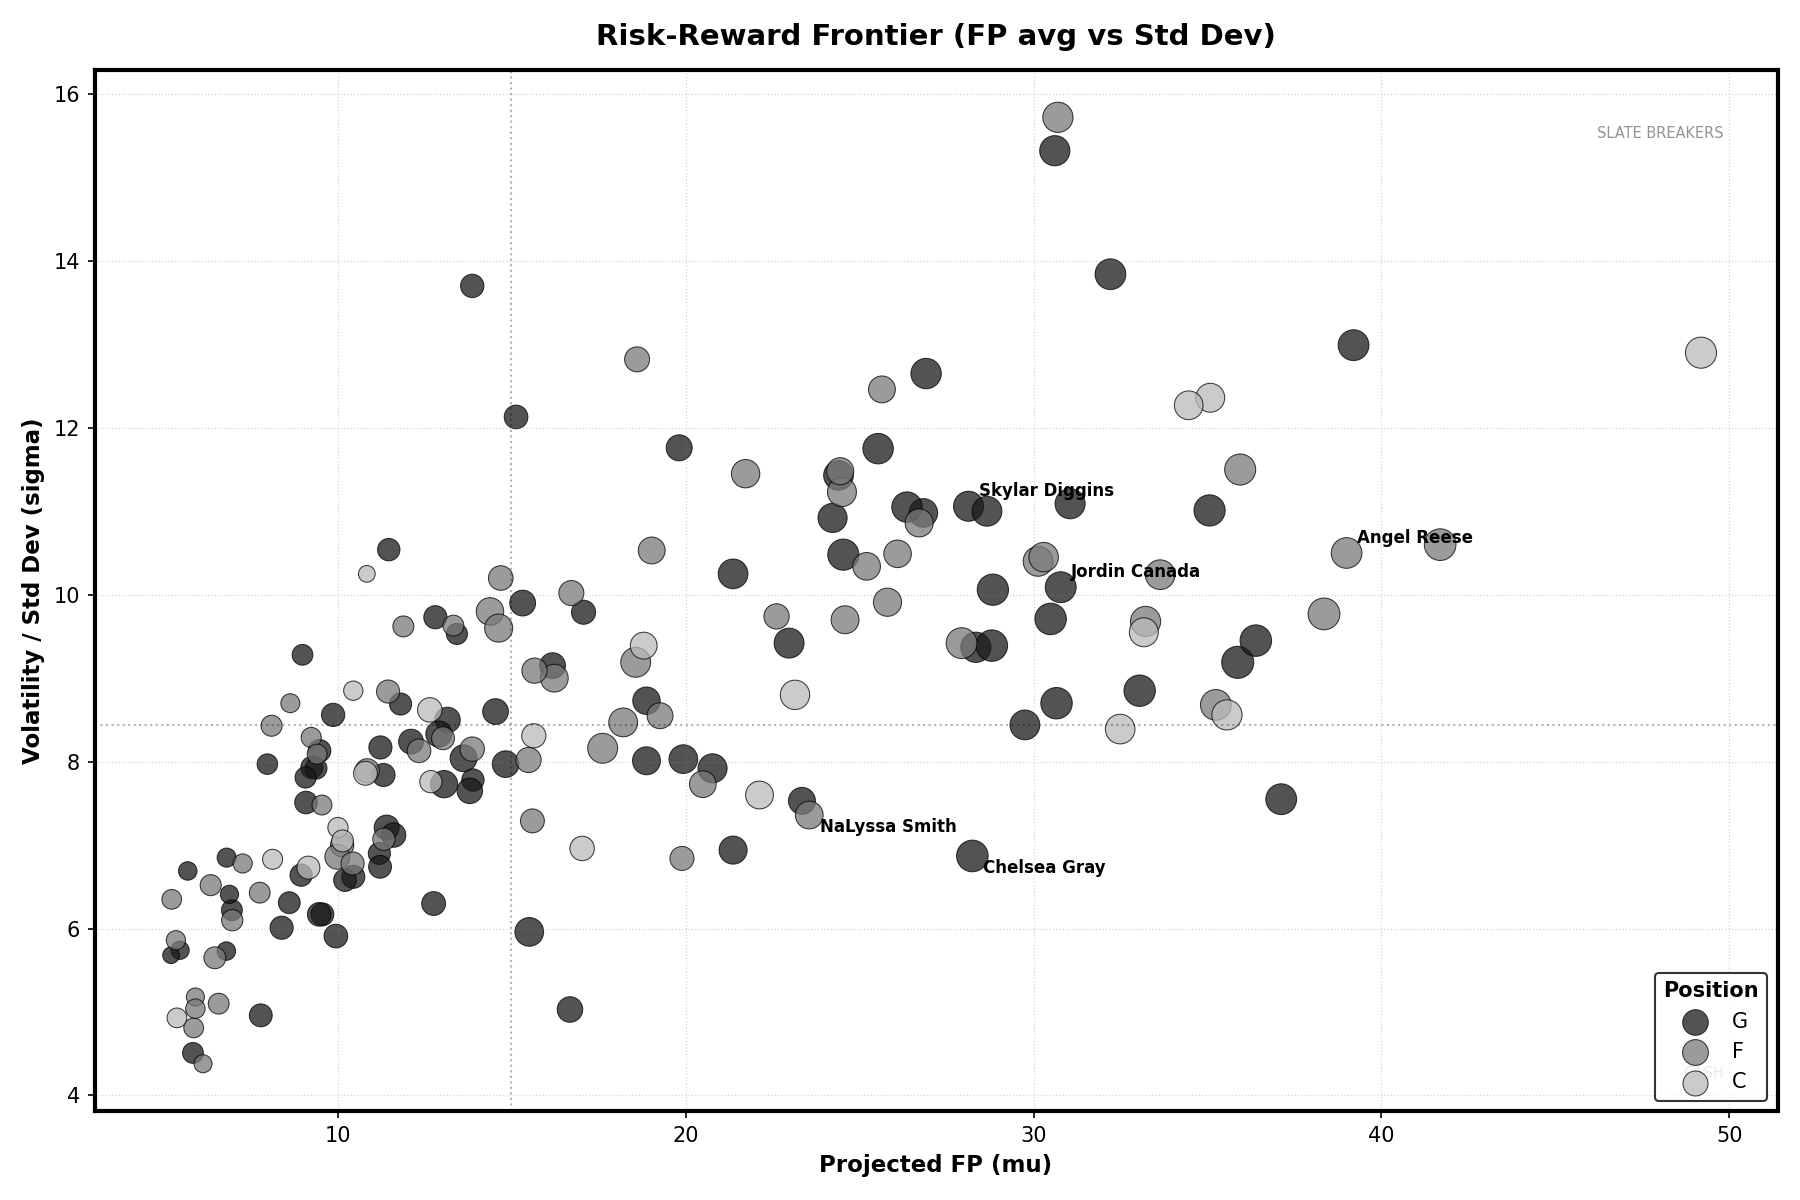 Risk-Reward Frontier (FP avg vs Std Dev)
16
14
12
10
8
6
4
Volatility / Std Dev (sigma)
SLATE BREAKERS
Skylar Diggins
Angel Reese
Jordin Canada
NaLyssa Smith
Chelsea Gray
Position
G
F
C
10
20
30
40
50
Projected FP (mu)